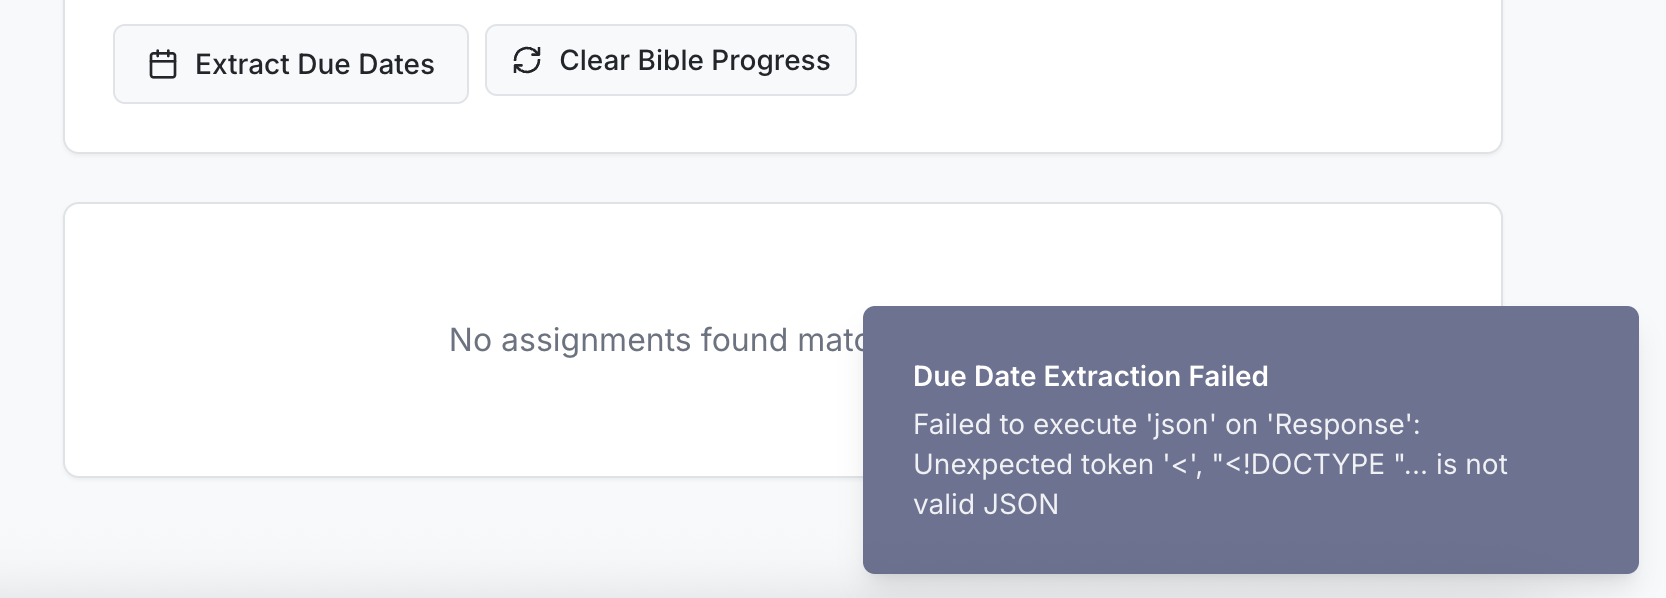 Extract Due Dates
Clear Bible Progress
No assignments found
Due Date Extraction Failed
Failed to execute 'json' on 'Response':
Unexpected token '<', "<!DOCTYPE "... is not
valid JSON